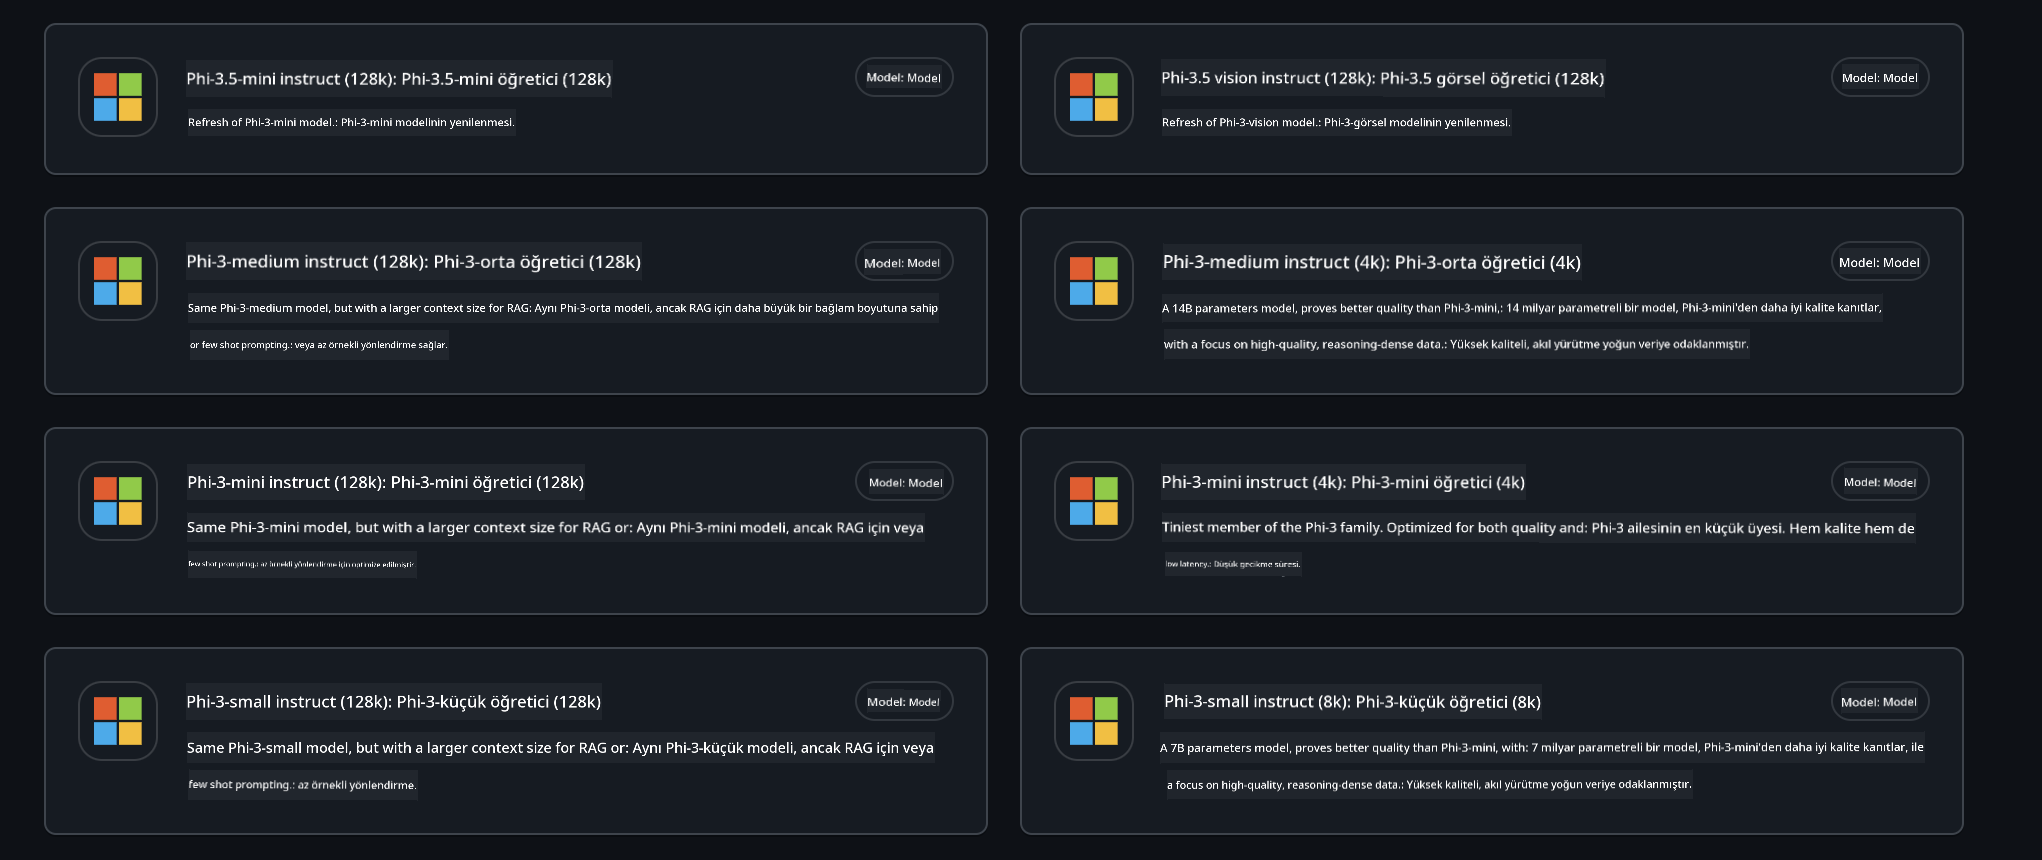 Phi-3.5-mini instruct (128k): Phi-3.5-mini öğretici (128k)
Model: Model
Refresh of Phi-3-mini model.: Phi-3-mini modelinin yenilenmesi.
Phi-3.5 vision instruct (128k): Phi-3.5 görsel öğretici (128k)
Model: Model
Refresh of Phi-3-vision model.: Phi-3-görsel modelinin yenilenmesi.
Phi-3-medium instruct (128k): Phi-3-orta öğretici (128k)
Model: Model
Same Phi-3-medium model, but with a larger context size for RAG: Aynı Phi-3-orta modeli, ancak RAG için daha büyük bir bağlam boyutuna sahip
or few shot prompting.: veya az örnekli yönlendirme sağlar.
Phi-3-medium instruct (4k): Phi-3-orta öğretici (4k)
Model: Model
A 14B parameters model, proves better quality than Phi-3-mini,: 14 milyar parametreli bir model, Phi-3-mini'den daha iyi kalite kanıtlar,
with a focus on high-quality, reasoning-dense data.: Yüksek kaliteli, akıl yürütme yoğun veriye odaklanmıştır.
Phi-3-mini instruct (128k): Phi-3-mini öğretici (128k)
Model: Model
Same Phi-3-mini model, but with a larger context size for RAG or: Aynı Phi-3-mini modeli, ancak RAG için veya
few shot prompting.: az örnekli yönlendirme için optimize edilmiştir.
Phi-3-mini instruct (4k): Phi-3-mini öğretici (4k)
Model: Model
Tiniest member of the Phi-3 family. Optimized for both quality and: Phi-3 ailesinin en küçük üyesi. Hem kalite hem de
low latency.: Düşük gecikme süresi.
Phi-3-small instruct (128k): Phi-3-küçük öğretici (128k)
Model: Model
Same Phi-3-small model, but with a larger context size for RAG or: Aynı Phi-3-küçük modeli, ancak RAG için veya
few shot prompting.: az örnekli yönlendirme.
Phi-3-small instruct (8k): Phi-3-küçük öğretici (8k)
Model: Model
A 7B parameters model, proves better quality than Phi-3-mini, with: 7 milyar parametreli bir model, Phi-3-mini'den daha iyi kalite kanıtlar, ile
a focus on high-quality, reasoning-dense data.: Yüksek kaliteli, akıl yürütme yoğun veriye odaklanmıştır.